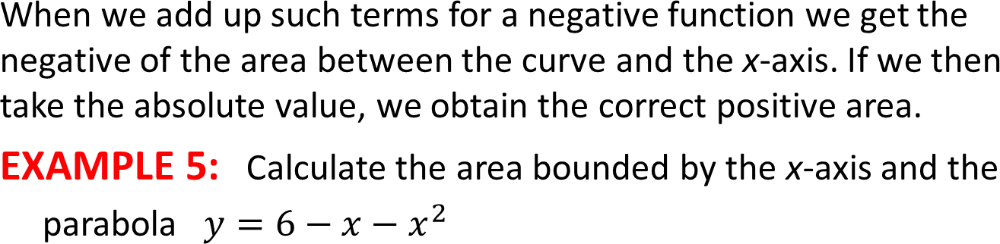 When we add up such terms for a negative function we get the
negative of the area between the curve and the x-axis. If we then
take the absolute value, we obtain the correct positive area.
EXAMPLE 5: Calculate the area bounded by the x-axis and the
parabola y = 6 − x − x²